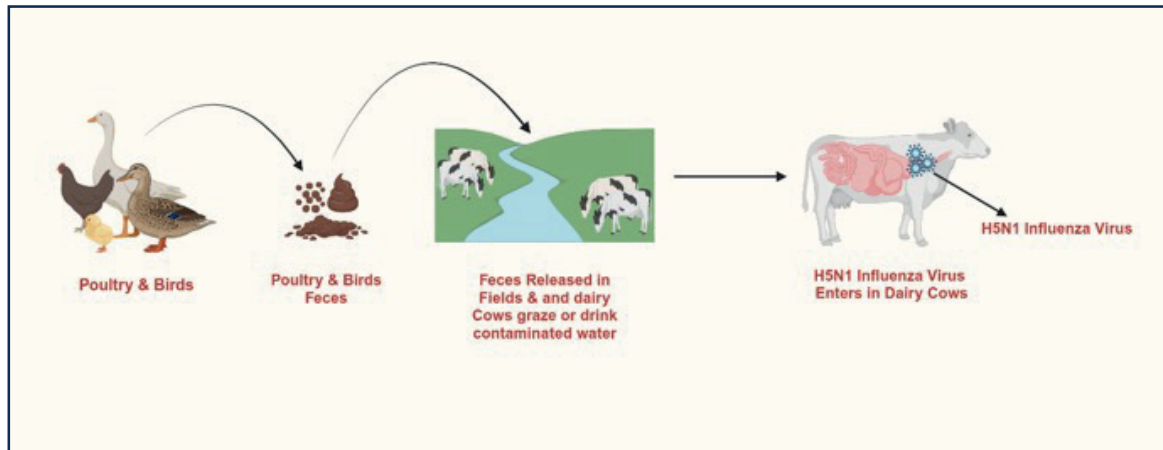 Poultry & Birds
Poultry & Birds
Feces
Feces Released in
Fields & and dairy
Cows graze or drink
contaminated water
H5N1 Influenza Virus
H5N1 Influenza Virus
Enters in Dairy Cows